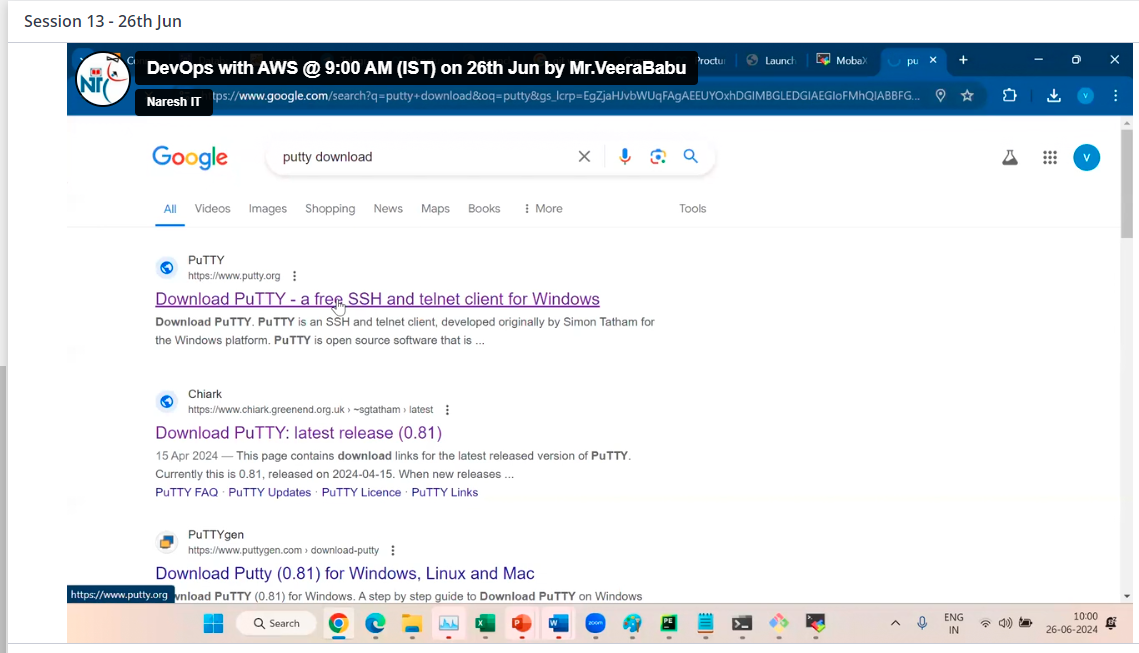 Session 13 - 26th Jun
DevOps with AWS @ 9:00 AM (IST) on 26th Jun by Mr.VeeraBabu
Launch
Moba
pu
NIT
Naresh IT
https://www.google.com/search?q=putty+download&oq=putty&gs_lcrp=EgZjaHJvbWUqFAgAEEUYOxhDGIMBGLEDGIAEGIoFMhQIABBFG...
V
Google
putty download
V
All
Videos
Images
Shopping
News
Maps
Books
More
Tools
PuTTY
https://www.putty.org
Download PuTTY - a free SSH and telnet client for Windows
Download PuTTY. PuTTY is an SSH and telnet client, developed originally by Simon Tatham for
the Windows platform. PuTTY is open source software that is ...
Chiark
https://www.chiark.greenend.org.uk › ~sgtatham › latest
Download PuTTY: latest release (0.81)
15 Apr 2024 — This page contains download links for the latest released version of PuTTY.
Currently this is 0.81, released on 2024-04-15. When new releases ...
PuTTY FAQ · PuTTY Updates · PuTTY Licence · PuTTY Links
PuTTYgen
https://www.puttygen.com › download-putty
Download Putty (0.81) for Windows, Linux and Mac
https://www.putty.org
wnload PuTTY (0.81) for Windows. A step by step guide to Download PuTTY on Windows
Search
zoom
PE
ENG
IN
10:00
26-06-2024